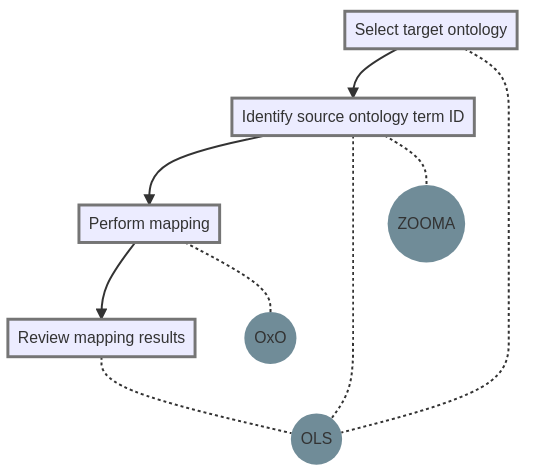 Select target ontology
Identify source ontology term ID
Perform mapping
ZOOMA
Review mapping results
OxO
OLS